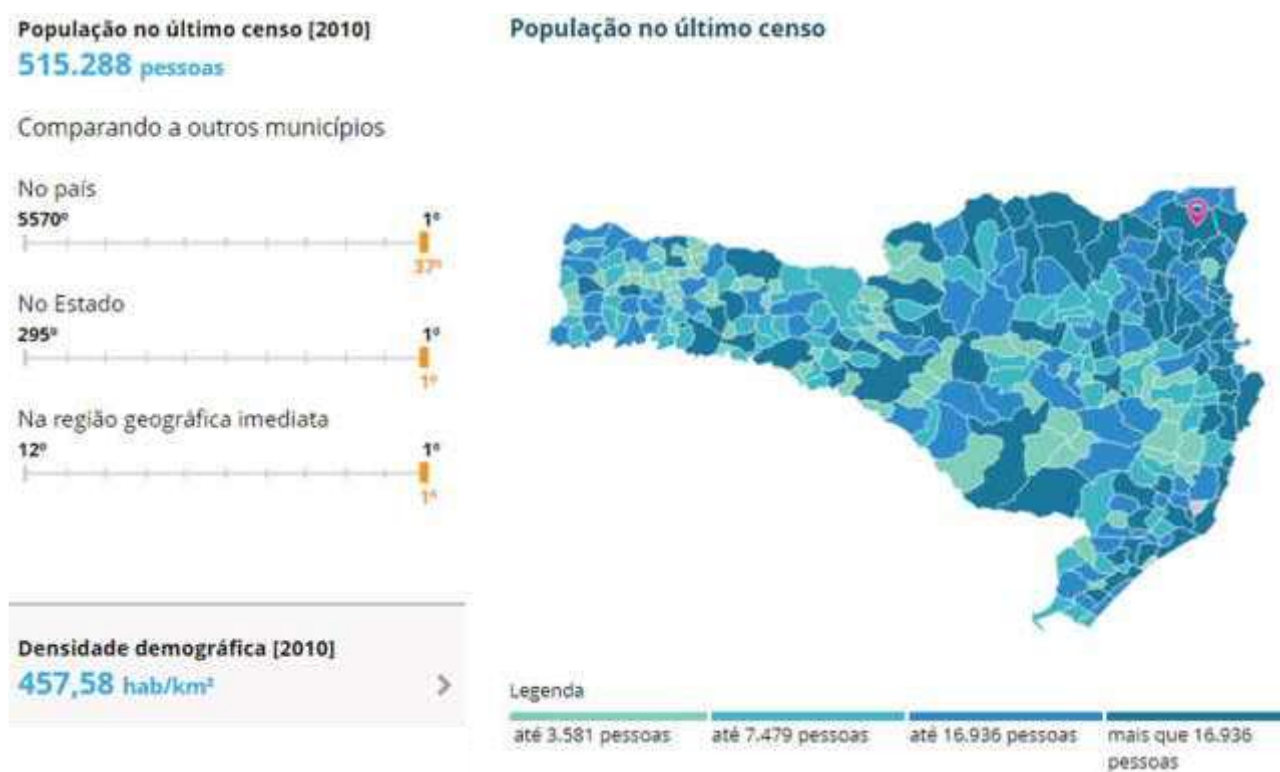 População no último censo [2010]
515.288 pessoas
Comparando a outros municípios
No país
5570º 1º
37º
No Estado
295º 1º
1º
Na região geográfica imediata
12º 1º
1º
Densidade demográfica [2010]
457,58 hab/km²
População no último censo
Legenda
até 3.581 pessoas
até 7.479 pessoas
até 16.936 pessoas
mais que 16.936
pessoas